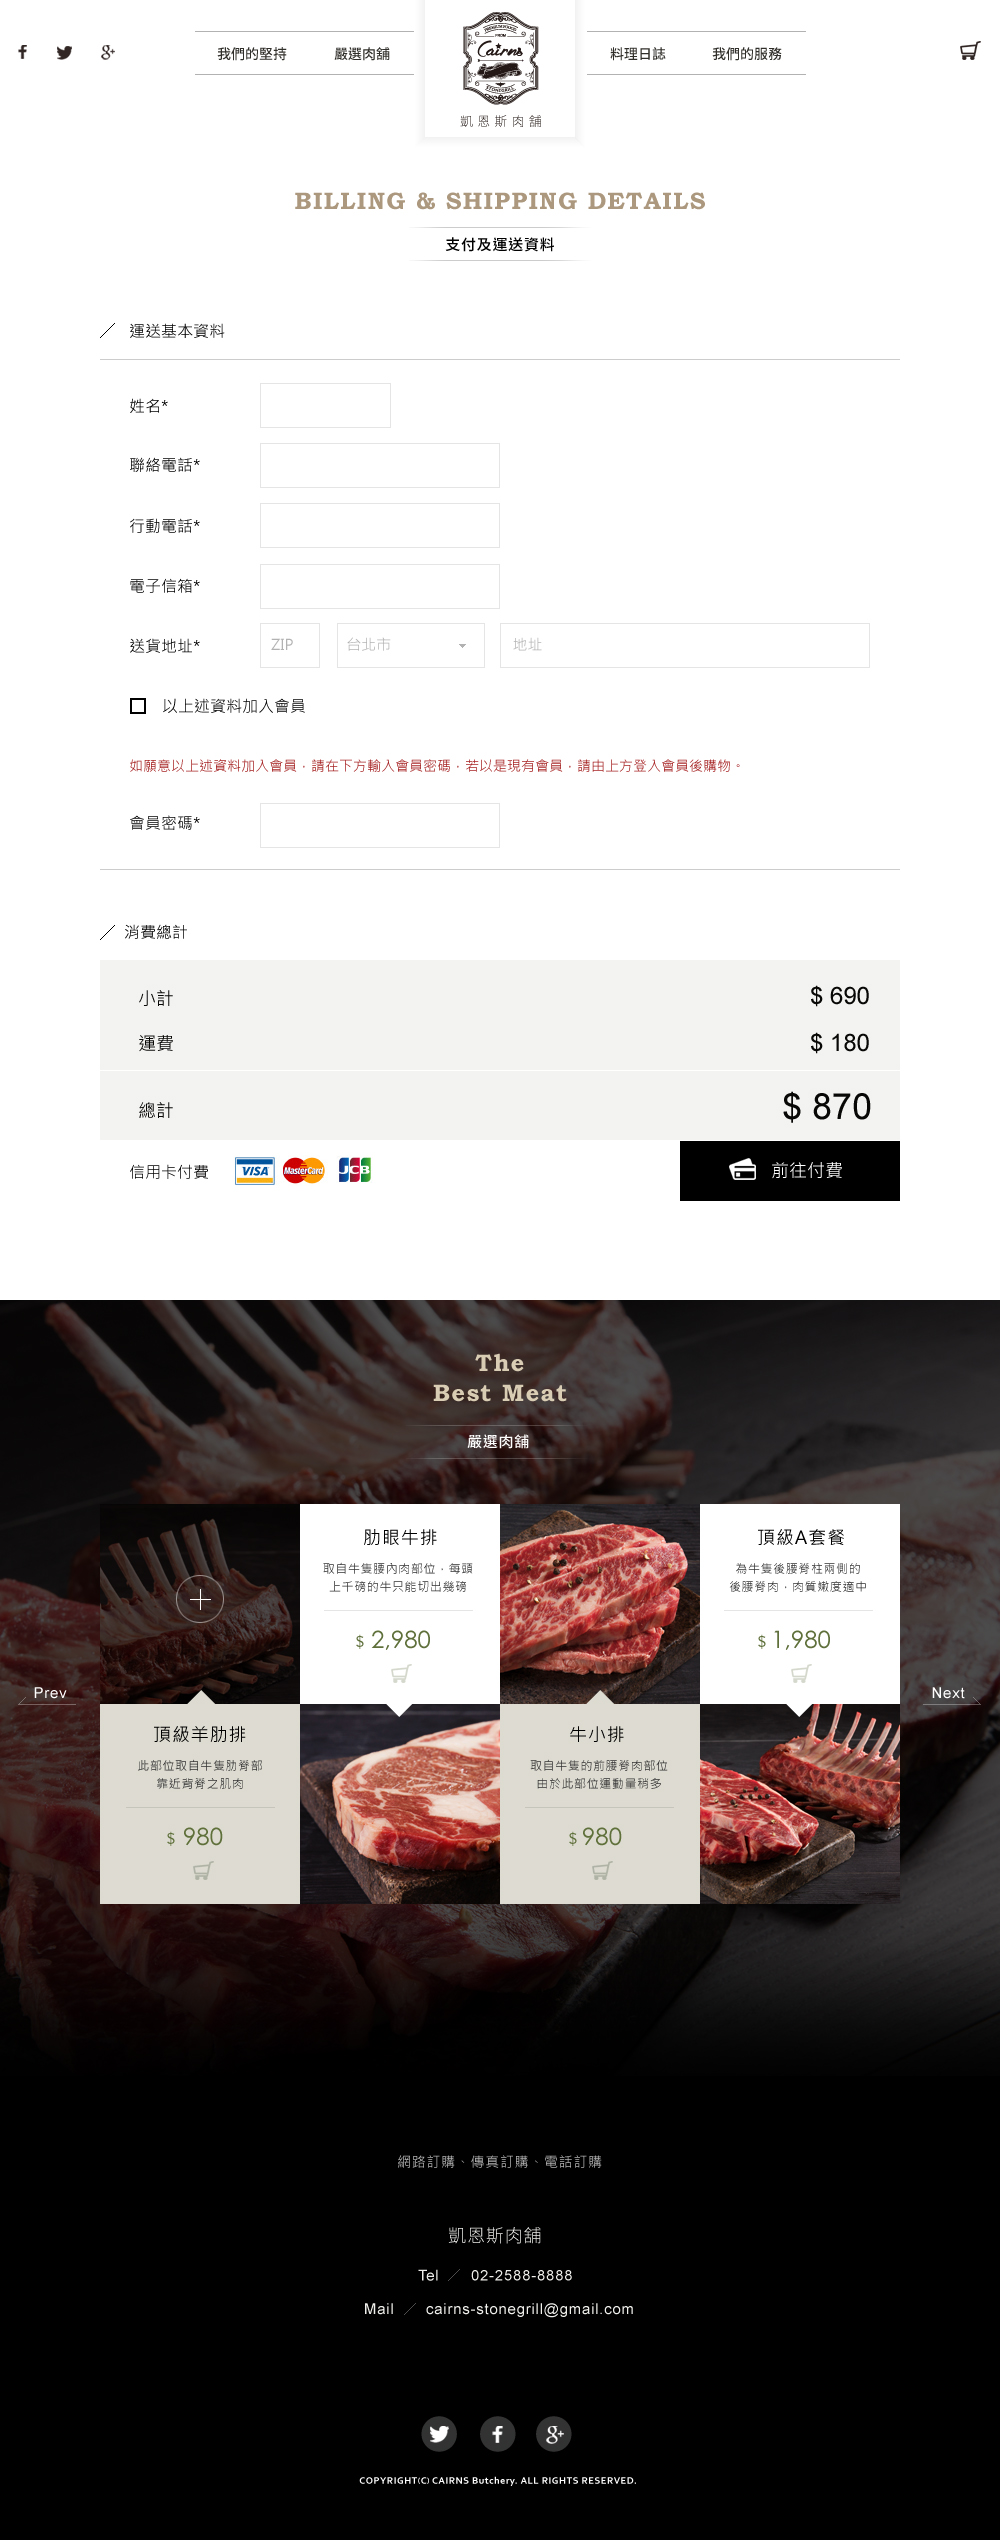 我們的堅持
嚴選肉舖
PREMIUM FOODS
FROM
Cairns
STONEGRILL
凱恩斯肉舖
料理日誌
我們的服務
BILLING & SHIPPING DETAILS
支付及運送資料
運送基本資料
姓名*
聯絡電話*
行動電話*
電子信箱*
送貨地址*
ZIP
台北市
地址
以上述資料加入會員
如願意以上述資料加入會員，請在下方輸入會員密碼，若以是現有會員，請由上方登入會員後購物。
會員密碼*
消費總計
小計
$ 690
運費
$ 180
總計
$ 870
信用卡付費
VISA
MasterCard
JCB
前往付費
The
Best Meat
嚴選肉舖
肋眼牛排
取自牛隻腰內肉部位，每頭
上千磅的牛只能切出幾磅
$ 2,980
頂級A套餐
為牛隻後腰脊柱兩側的
後腰脊肉，肉質嫩度適中
$ 1,980
Prev
Next
頂級羊肋排
此部位取自牛隻肋脊部
靠近背脊之肌肉
$ 980
牛小排
取自牛隻的前腰脊肉部位
由於此部位運動量稍多
$ 980
網路訂購、傳真訂購、電話訂購
凱恩斯肉舖
Tel ／ 02-2588-8888
Mail ／ cairns-stonegrill@gmail.com
COPYRIGHT(C) CAIRNS Butchery. ALL RIGHTS RESERVED.